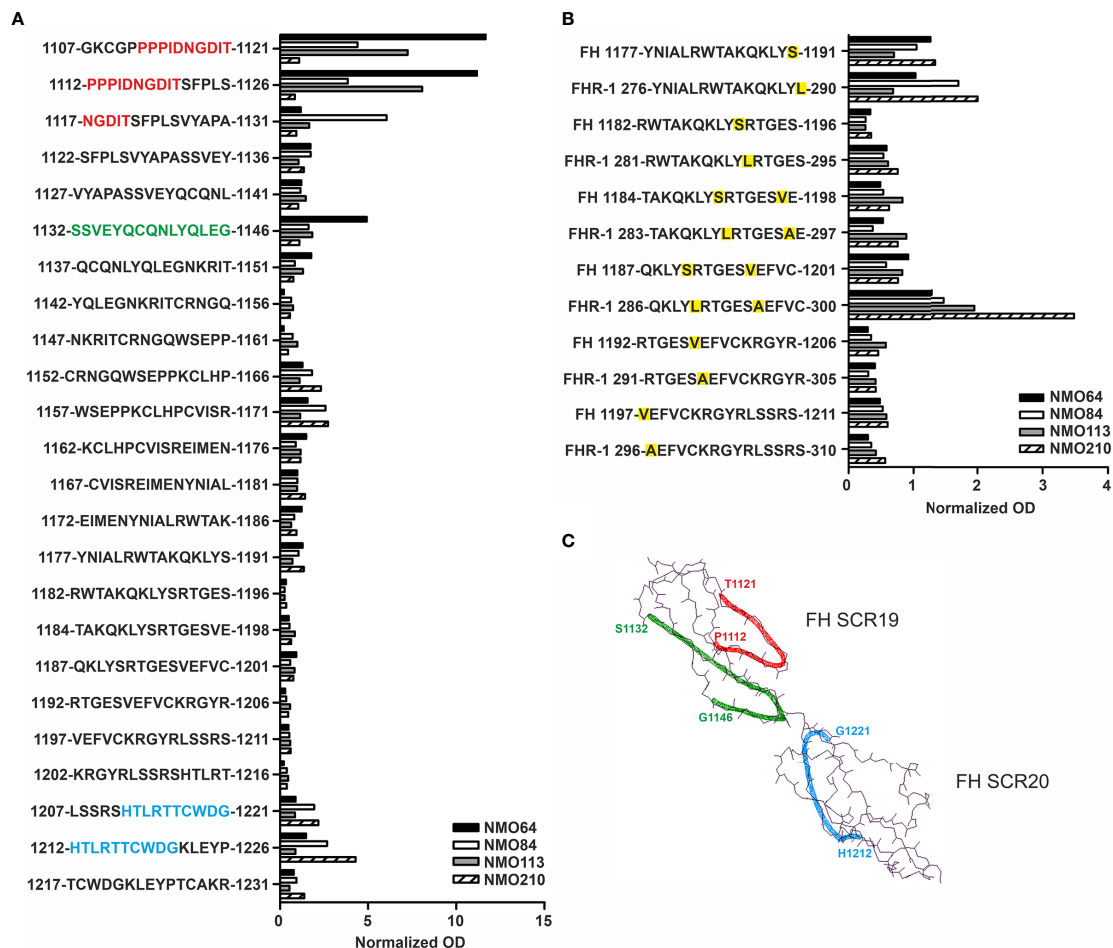 A
1107-GKCGPPPPIDNGDIT-1121
1112-PPPIDNGDITSFPLS-1126
1117-NGDITSFPLSVYAPA-1131
1122-SFPLSVYAPASSVEY-1136
1127-VYAPASSVEYQCQNL-1141
1132-SSVEYQCQNLYQLEG-1146
1137-QCQNLYQLEGNKRIT-1151
1142-YQLEGNKRITCRNGQ-1156
1147-NKRITCRNGQWSEPP-1161
1152-CRNGQWSEPPKCLHP-1166
1157-WSEPPKCLHPCVISR-1171
1162-KCLHPCVISREIMEN-1176
1167-CVISREIMENYNIAL-1181
1172-EIMENYNIALRWTAK-1186
1177-YNIALRWTAKQKLYS-1191
1182-RWTAKQKLYSRTGES-1196
1184-TAKQKLYSRTGESVE-1198
1187-QKLYSRTGESVEFVC-1201
1192-RTGESVEFVCKRGYR-1206
1197-VEFVCKRGYRLSSRS-1211
1202-KRGYRLSSRSHTLRT-1216
1207-LSSRSHTLRTTCWDG-1221
1212-HTLRTTCWDGKLEYP-1226
1217-TCWDGKLEYPTCAKR-1231
NMO64
NMO84
NMO113
NMO210
0 5 10 15
Normalized OD
B
FH 1177-YNIALRWTAKQKLYS-1191
FHR-1 276-YNIALRWTAKQKLYL-290
FH 1182-RWTAKQKLYSRTGES-1196
FHR-1 281-RWTAKQKLYLRTGES-295
FH 1184-TAKQKLYSRTGESVE-1198
FHR-1 283-TAKQKLYLRTGESAE-297
FH 1187-QKLYSRTGESVEFVC-1201
FHR-1 286-QKLYLRTGESAEFVC-300
FH 1192-RTGESVEFVCKRGYR-1206
FHR-1 291-RTGESAEFVCKRGYR-305
FH 1197-VEFVCKRGYRLSSRS-1211
FHR-1 296-AEFVCKRGYRLSSRS-310
NMO64
NMO84
NMO113
NMO210
0 1 2 3 4
Normalized OD
C
T1121
S1132
P1112
FH SCR19
G1146
G1221
FH SCR20
H1212